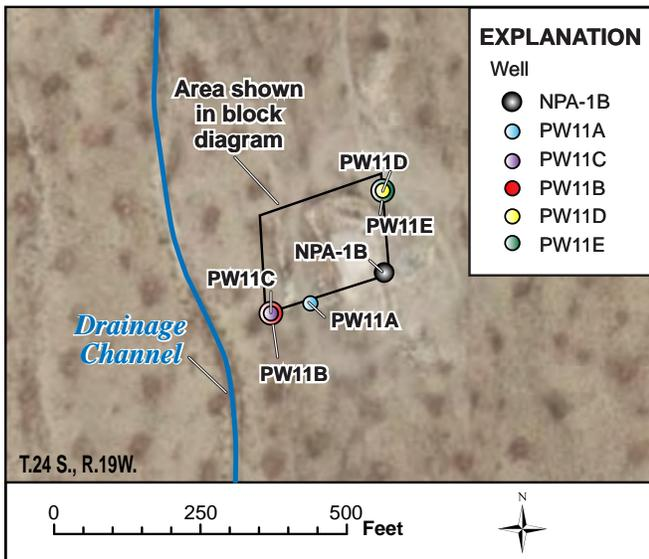 EXPLANATION
Well
NPA-1B
PW11A
PW11C
PW11B
PW11D
PW11E
Area shown
in block
diagram
PW11D
PW11E
NPA-1B
PW11C
PW11A
PW11B
Drainage
Channel
T.24 S., R.19W.
0 250 500 Feet
N